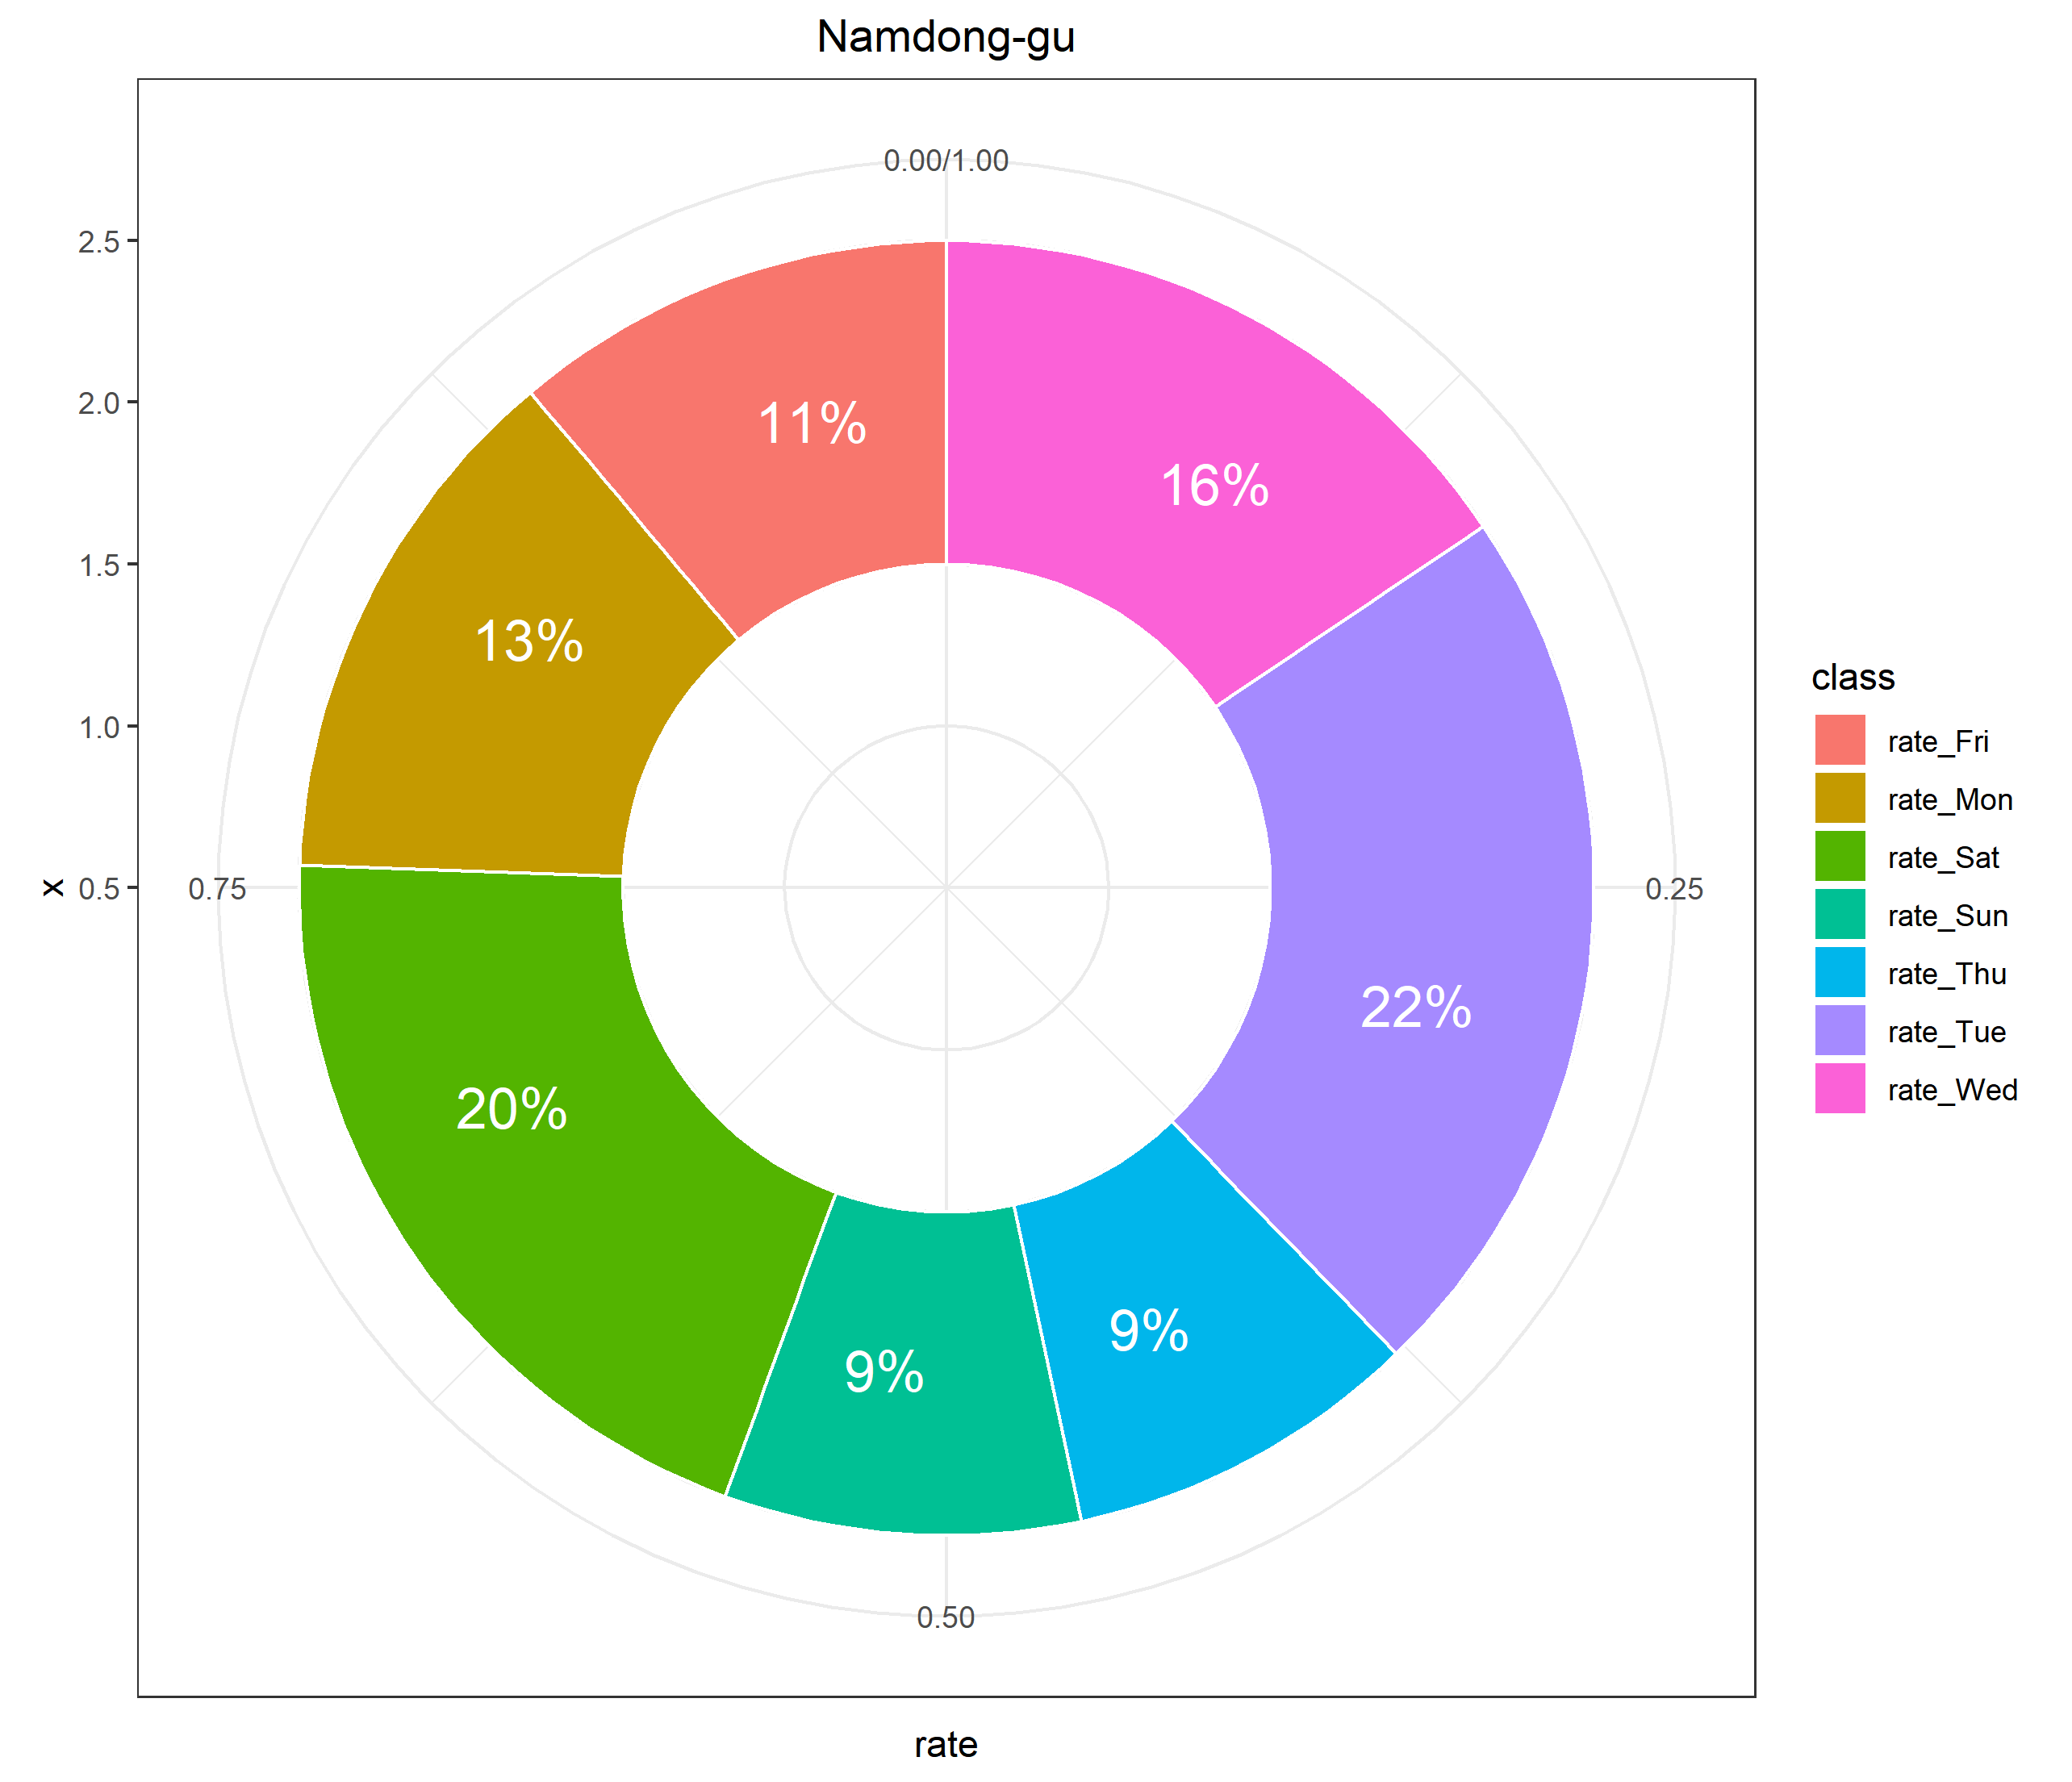 Namdong-gu
0.00/1.00
2.5
2.0
1.5
1.0
0.5
x
0.75
0.25
0.50
11%
16%
13%
22%
20%
9%
9%
rate
class
rate_Fri
rate_Mon
rate_Sat
rate_Sun
rate_Thu
rate_Tue
rate_Wed